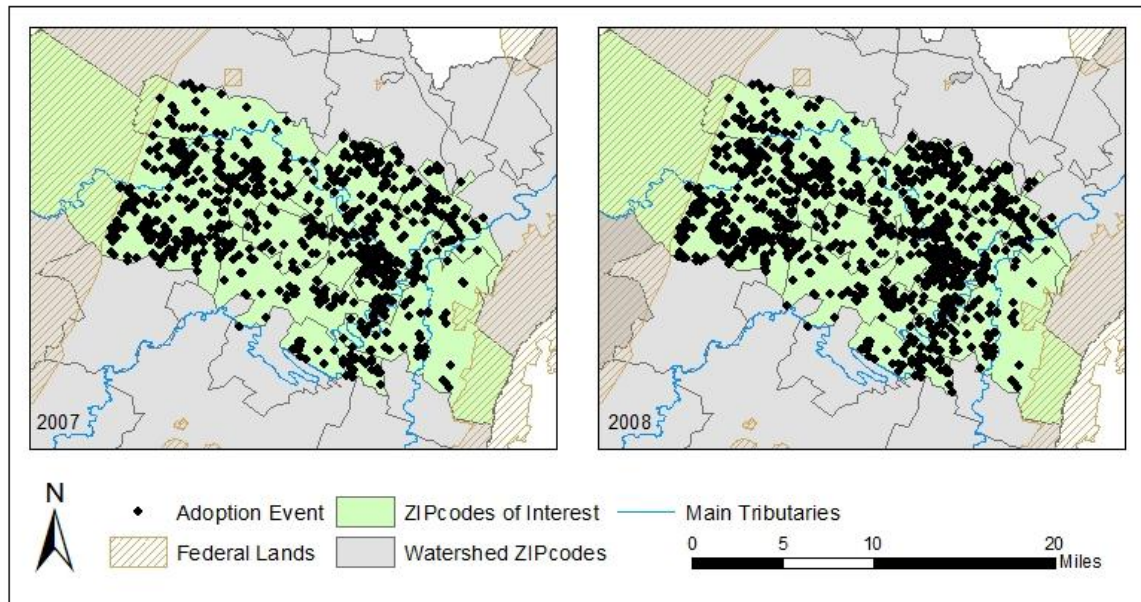 2007
2008
N
Adoption Event
ZIPcodes of Interest
Main Tributaries
Federal Lands
Watershed ZIPcodes
0 5 10 20
Miles